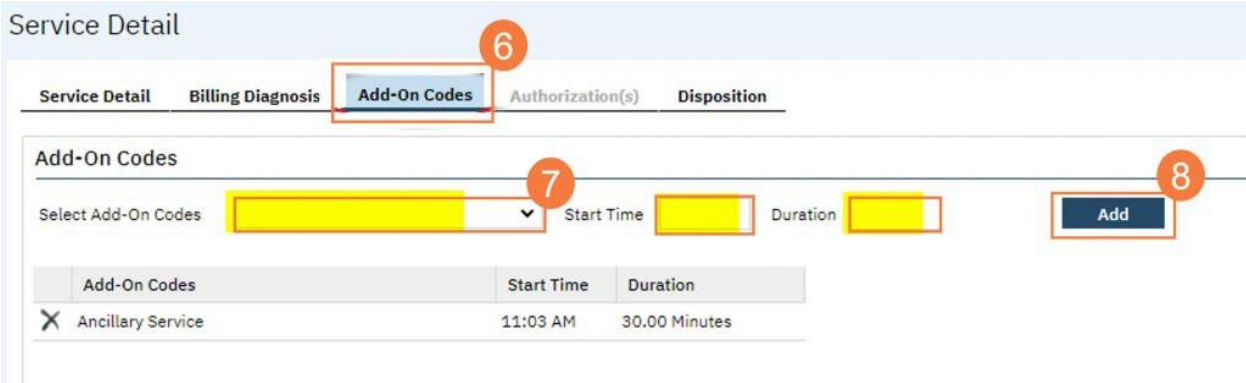 Service Detail
6
Service Detail Billing Diagnosis Add-On Codes Authorization(s) Disposition
Add-On Codes
7
8
Select Add-On Codes Start Time Duration Add
Add-On Codes Start Time Duration
Ancillary Service 11:03 AM 30.00 Minutes